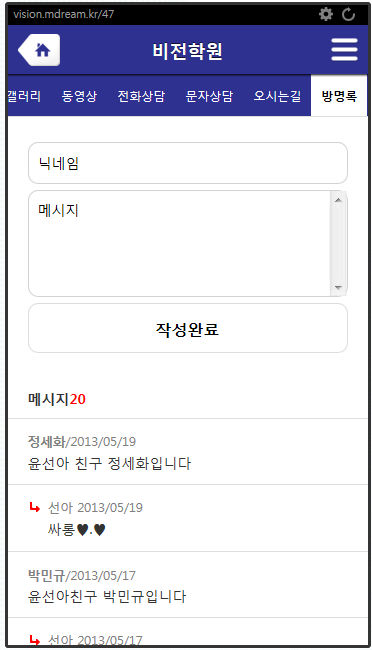 vision.mdream.kr/47
비전학원
갤러리 동영상 전화상담 문자상담 오시는길 방명록
닉네임
메시지
작성완료
메시지20
정세화/2013/05/19
윤선아 친구 정세화입니다
선아 2013/05/19
싸롱♥.♥
박민규/2013/05/17
윤선아친구 박민규입니다
선아 2013/05/17